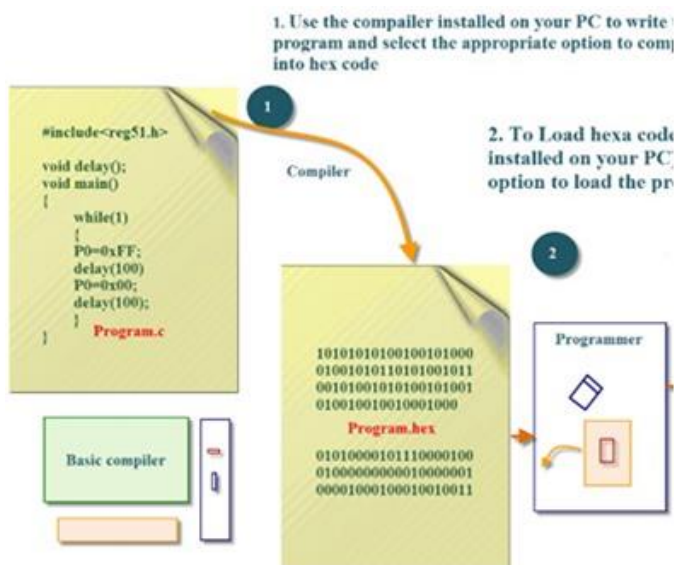 1. Use the compailer installed on your PC to write
program and select the appropriate option to
into hex code
1
#include<reg51.h>
void delay();
void main()
{
while(1)
{
P0=0xFF;
delay(100)
P0=0x00;
delay(100);
}
}
Program.c
Compiler
2. To Load hexa code
installed on your PC)
option to load the
2
10101010100100101000
01001010110101001011
00101001010100101001
010010010010001000
Program.hex
01010000101110000100
01000000000010000001
00001000100010010011
Programmer
Basic compiler